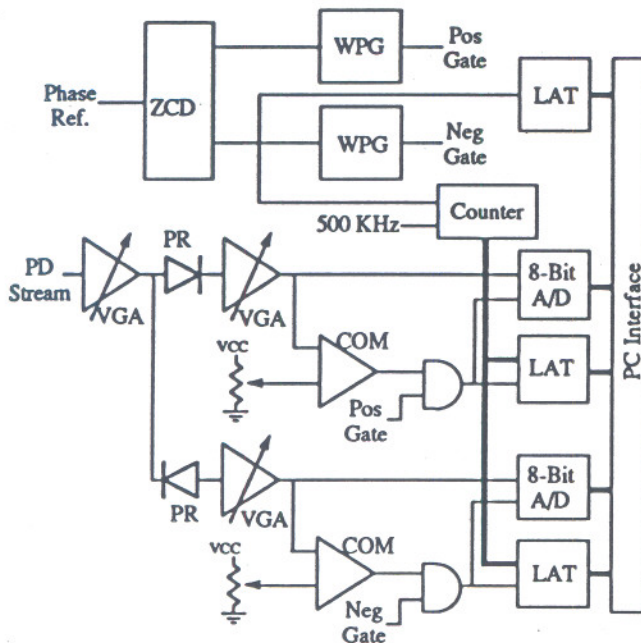 Phase
Ref.
ZCD
WPG
Pos
Gate
WPG
Neg
Gate
LAT
Counter
500 KHz
PD
Stream
VGA
PR
VGA
8-Bit
A/D
COM
VCC
Pos
Gate
LAT
PC Interface
PR
VGA
8-Bit
A/D
COM
VCC
Neg
Gate
LAT